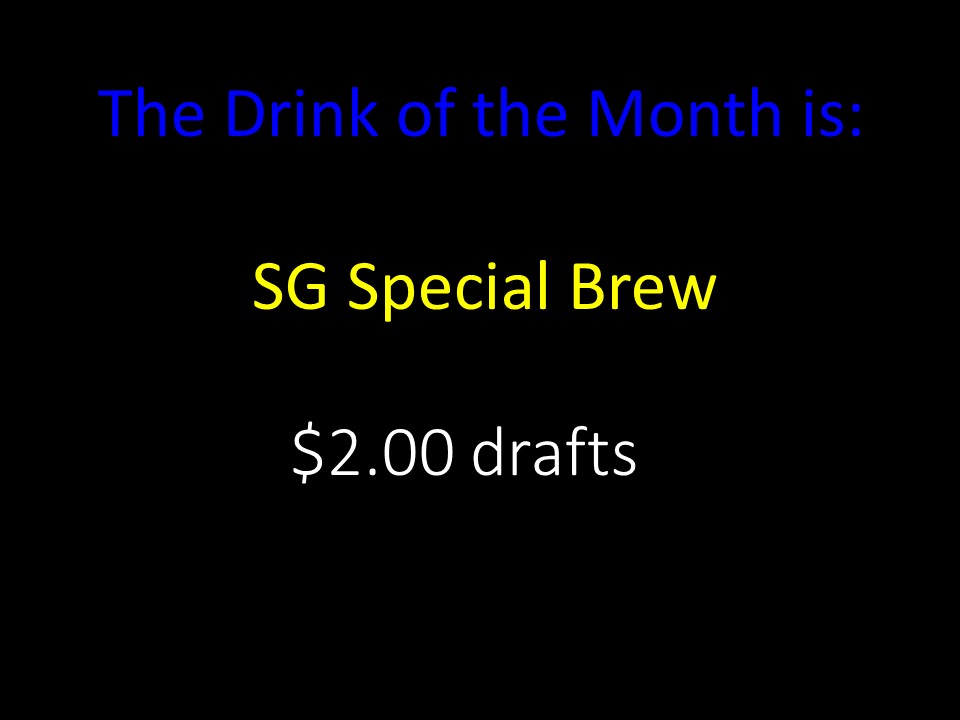 The Drink of the Month is:
SG Special Brew
$2.00 drafts